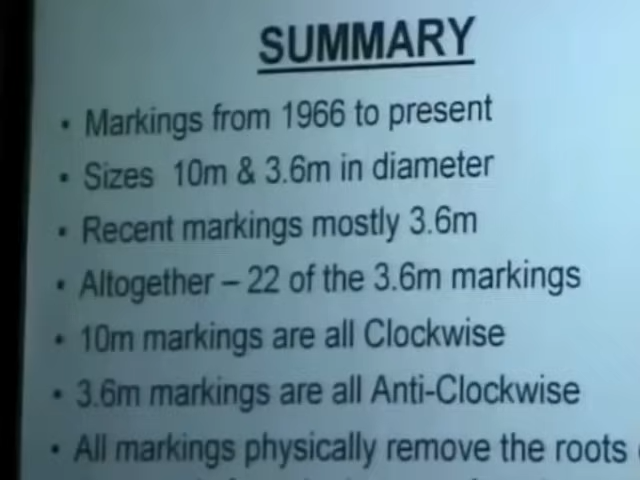 SUMMARY
• Markings from 1966 to present
• Sizes 10m & 3.6m in diameter
• Recent markings mostly 3.6m
• Altogether – 22 of the 3.6m markings
• 10m markings are all Clockwise
• 3.6m markings are all Anti-Clockwise
• All markings physically remove the roots